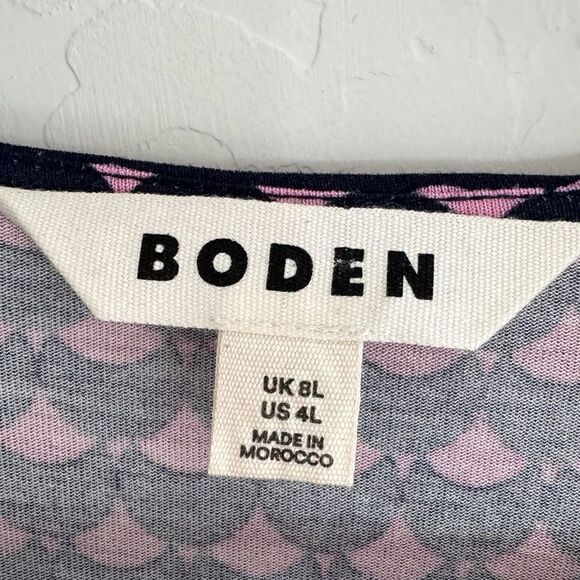 BODEN
UK 8L
US 4L
MADE IN
MOROCCO